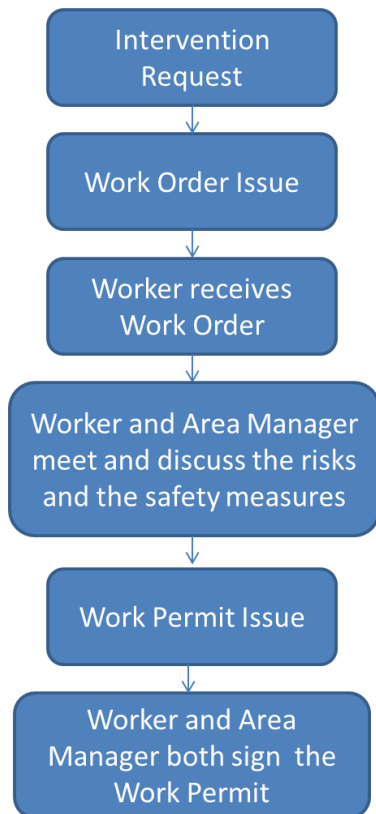 Intervention
Request
Work Order Issue
Worker receives
Work Order
Worker and Area Manager
meet and discuss the risks
and the safety measures
Work Permit Issue
Worker and Area
Manager both sign the
Work Permit